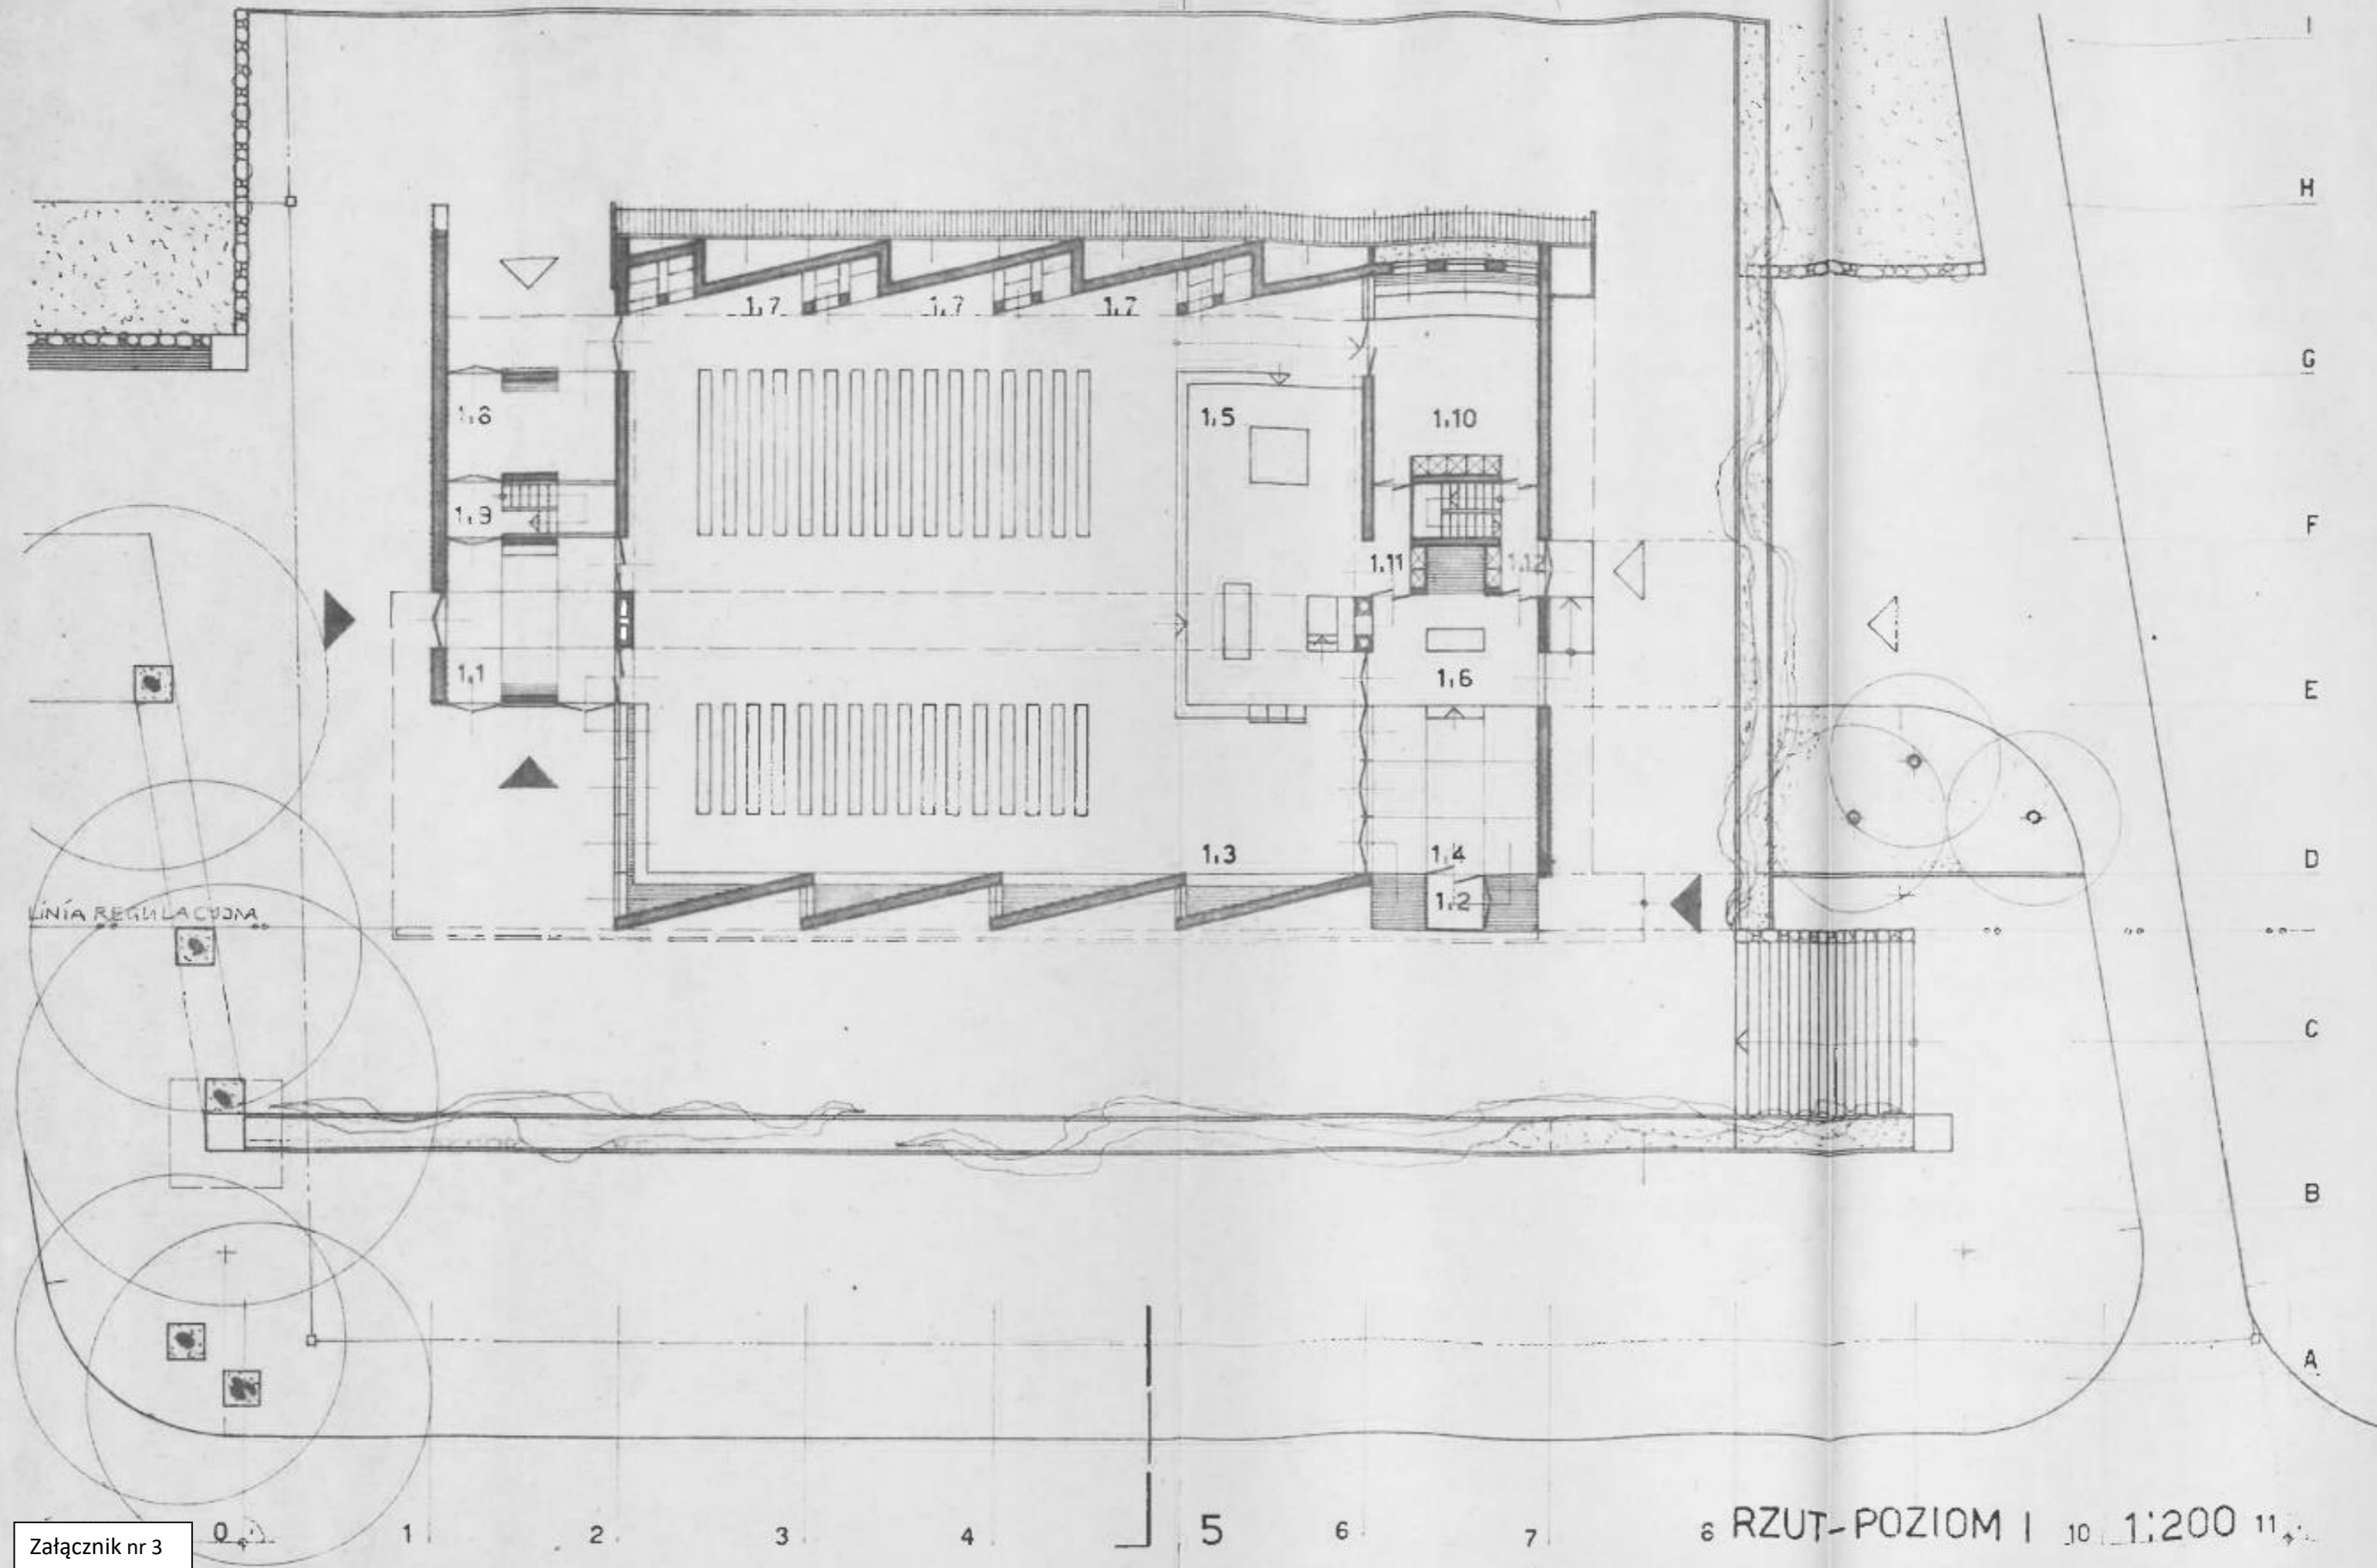 I
H
1.7 1.7 1.7
G
1.8 1.5 1.10
1.9 F
1.11 1.12
1.1 1.6 E
1.3 1.4 D
LINIA REGULACYJNA 1.2
C
B
A
0 1 2 3 4 5 6 7 8 RZUT-POZIOM I 10 1:200 11
Załącznik nr 3